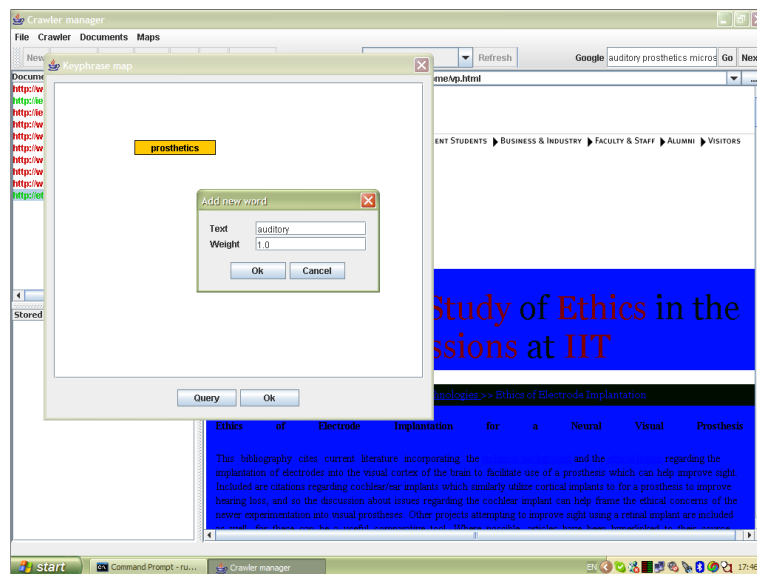 Crawler manager
File Crawler Documents Maps
New
Refresh
Google auditory prosthetics micros Go Nex
Keyphrase map
Docume
me/vp.html
...
http://w
http://ie
http://ie
http://w
http://w
http://w
http://w
http://w
http://w
http://et
ENT STUDENTS BUSINESS & INDUSTRY FACULTY & STAFF ALUMNI VISITORS
prosthetics
Add new word
Text auditory
Weight 1.0
Ok Cancel
Stored
Study of Ethics in the
ssions at IIT
Query Ok
hnologies >> Ethics of Electrode Implantation
Ethics of Electrode Implantation for a Neural Visual Prosthesis
This bibliography cites current literature incorporating the
and the
regarding the
implantation of electrodes into the visual cortex of the brain to facilitate use of a prosthesis which can help improve sight.
Included are citations regarding cochlear/ear implants which similarly utilize cortical implants to for a prosthesis to improve
hearing loss, and so the discussion about issues regarding the cochlear implant can help frame the ethical concerns of the
newer experimentation into visual prostheses. Other projects attempting to improve sight using a retinal implant are included
start Command Prompt - ru... Crawler manager EN 17:46